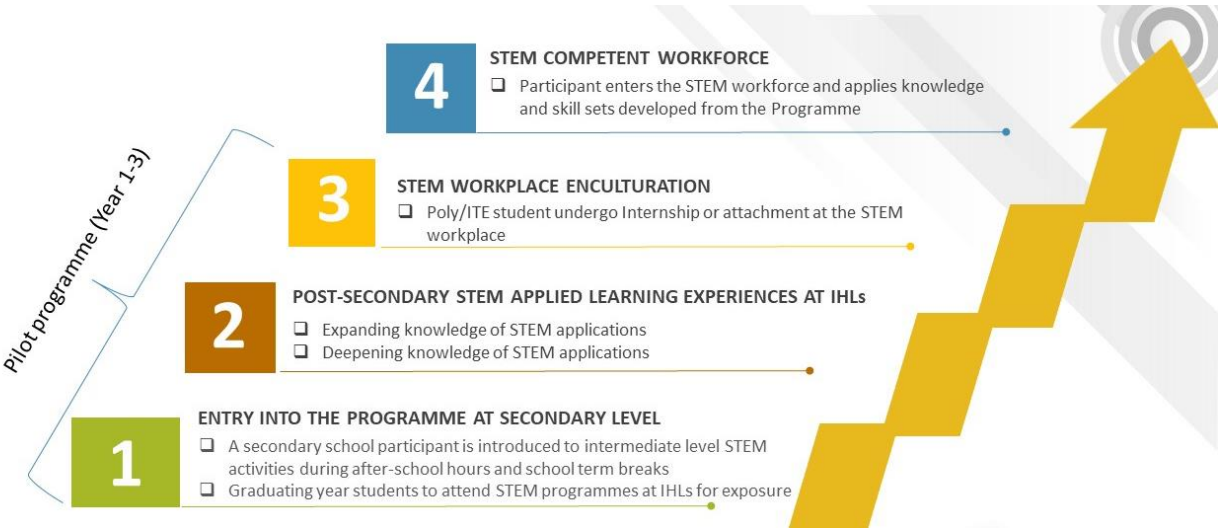 4
STEM COMPETENT WORKFORCE
❑ Participant enters the STEM workforce and applies knowledge
and skill sets developed from the Programme
Pilot programme (Year 1-3)
3
STEM WORKPLACE ENCULTURATION
❑ Poly/ITE student undergo Internship or attachment at the STEM
workplace
2
POST-SECONDARY STEM APPLIED LEARNING EXPERIENCES AT IHLs
❑ Expanding knowledge of STEM applications
❑ Deepening knowledge of STEM applications
1
ENTRY INTO THE PROGRAMME AT SECONDARY LEVEL
❑ A secondary school participant is introduced to intermediate level STEM
activities during after-school hours and school term breaks
❑ Graduating year students to attend STEM programmes at IHLs for exposure